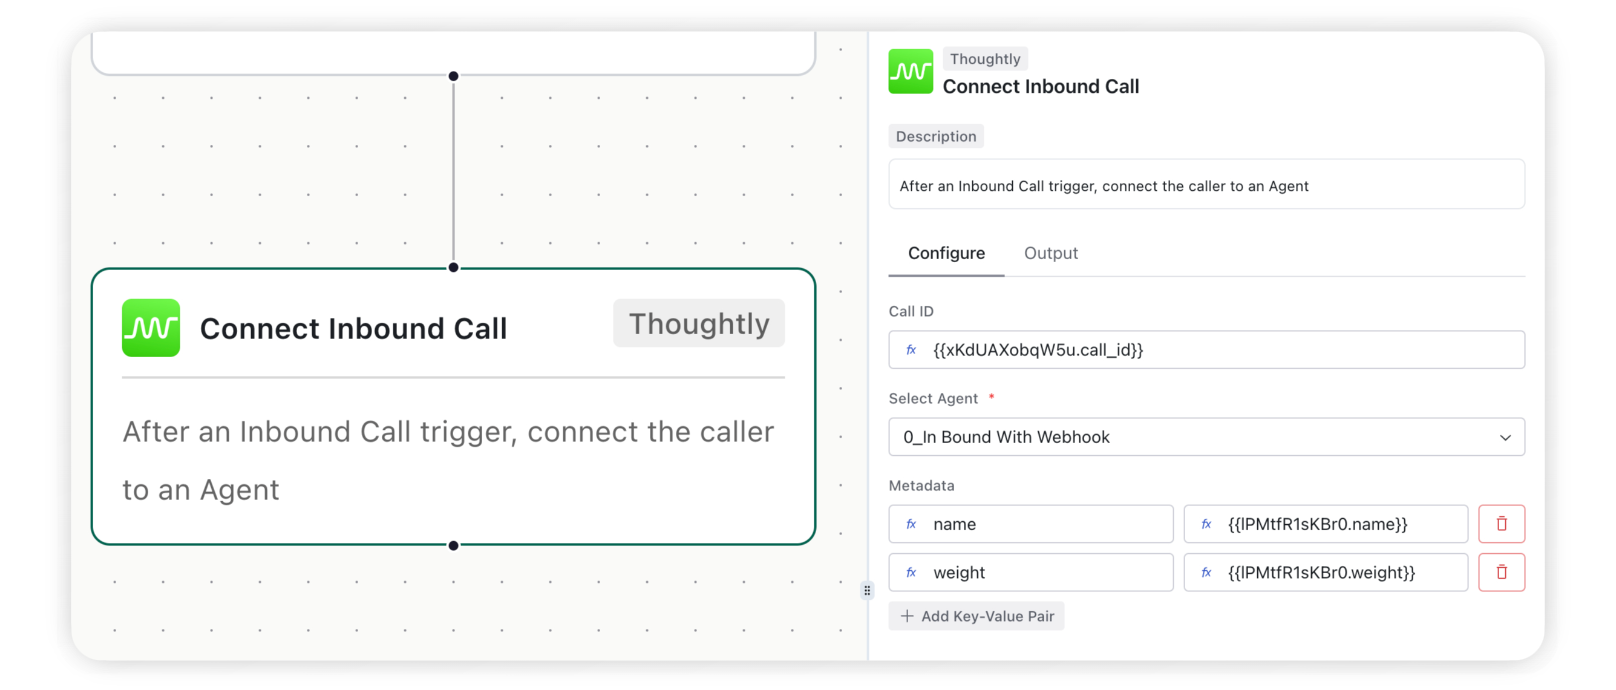 Connect Inbound Call
Thoughtly
After an Inbound Call trigger, connect the caller
to an Agent
Thoughtly
Connect Inbound Call
Description
After an Inbound Call trigger, connect the caller to an Agent
Configure
Output
Call ID
fx {{xKdUAXobqW5u.call_id}}
Select Agent *
0_In Bound With Webhook
Metadata
fx name
fx {{lPMtfR1sKBr0.name}}
fx weight
fx {{lPMtfR1sKBr0.weight}}
+ Add Key-Value Pair